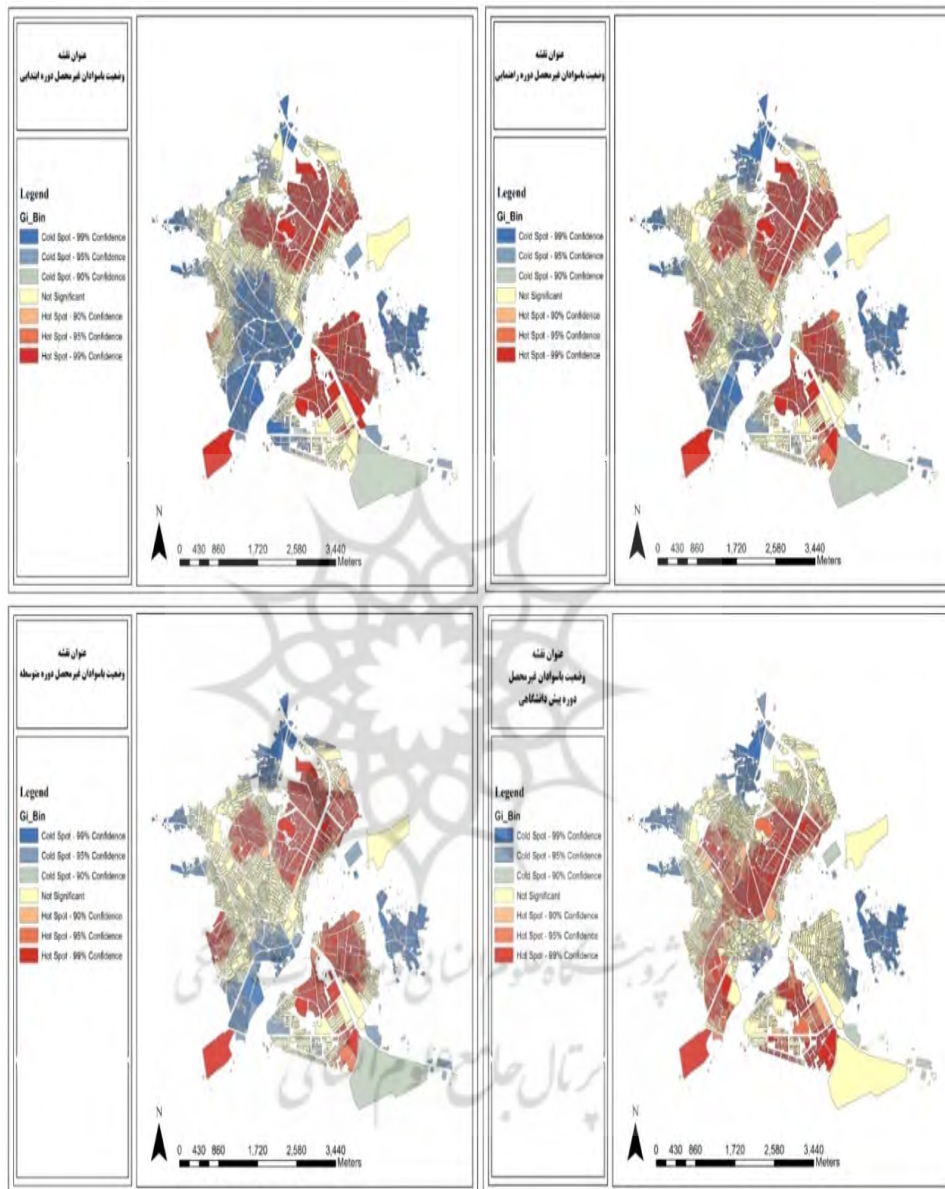 عنوان نقشه
وضعیت باسوادان غیرمحصل دوره ابتدایی
Legend
Gi_Bin
Cold Spot - 99% Confidence
Cold Spot - 95% Confidence
Cold Spot - 90% Confidence
Not Significant
Hot Spot - 90% Confidence
Hot Spot - 95% Confidence
Hot Spot - 99% Confidence
N
0 430 860 1,720 2,580 3,440
Meters
عنوان نقشه
وضعیت باسوادان غیرمحصل دوره راهنمایی
Legend
Gi_Bin
Cold Spot - 99% Confidence
Cold Spot - 95% Confidence
Cold Spot - 90% Confidence
Not Significant
Hot Spot - 90% Confidence
Hot Spot - 95% Confidence
Hot Spot - 99% Confidence
N
0 430 860 1,720 2,580 3,440
Meters
عنوان نقشه
وضعیت باسوادان غیرمحصل دوره متوسطه
Legend
Gi_Bin
Cold Spot - 99% Confidence
Cold Spot - 95% Confidence
Cold Spot - 90% Confidence
Not Significant
Hot Spot - 90% Confidence
Hot Spot - 95% Confidence
Hot Spot - 99% Confidence
N
0 430 860 1,720 2,580 3,440
Meters
عنوان نقشه
وضعیت باسوادان غیرمحصل
دوره پیش دانشگاهی
Legend
Gi_Bin
Cold Spot - 99% Confidence
Cold Spot - 95% Confidence
Cold Spot - 90% Confidence
Not Significant
Hot Spot - 90% Confidence
Hot Spot - 95% Confidence
Hot Spot - 99% Confidence
N
0 430 860 1,720 2,580 3,440
Meters
پژوهشگاه علوم انسانی و
پرتال جامع علوم انسانی